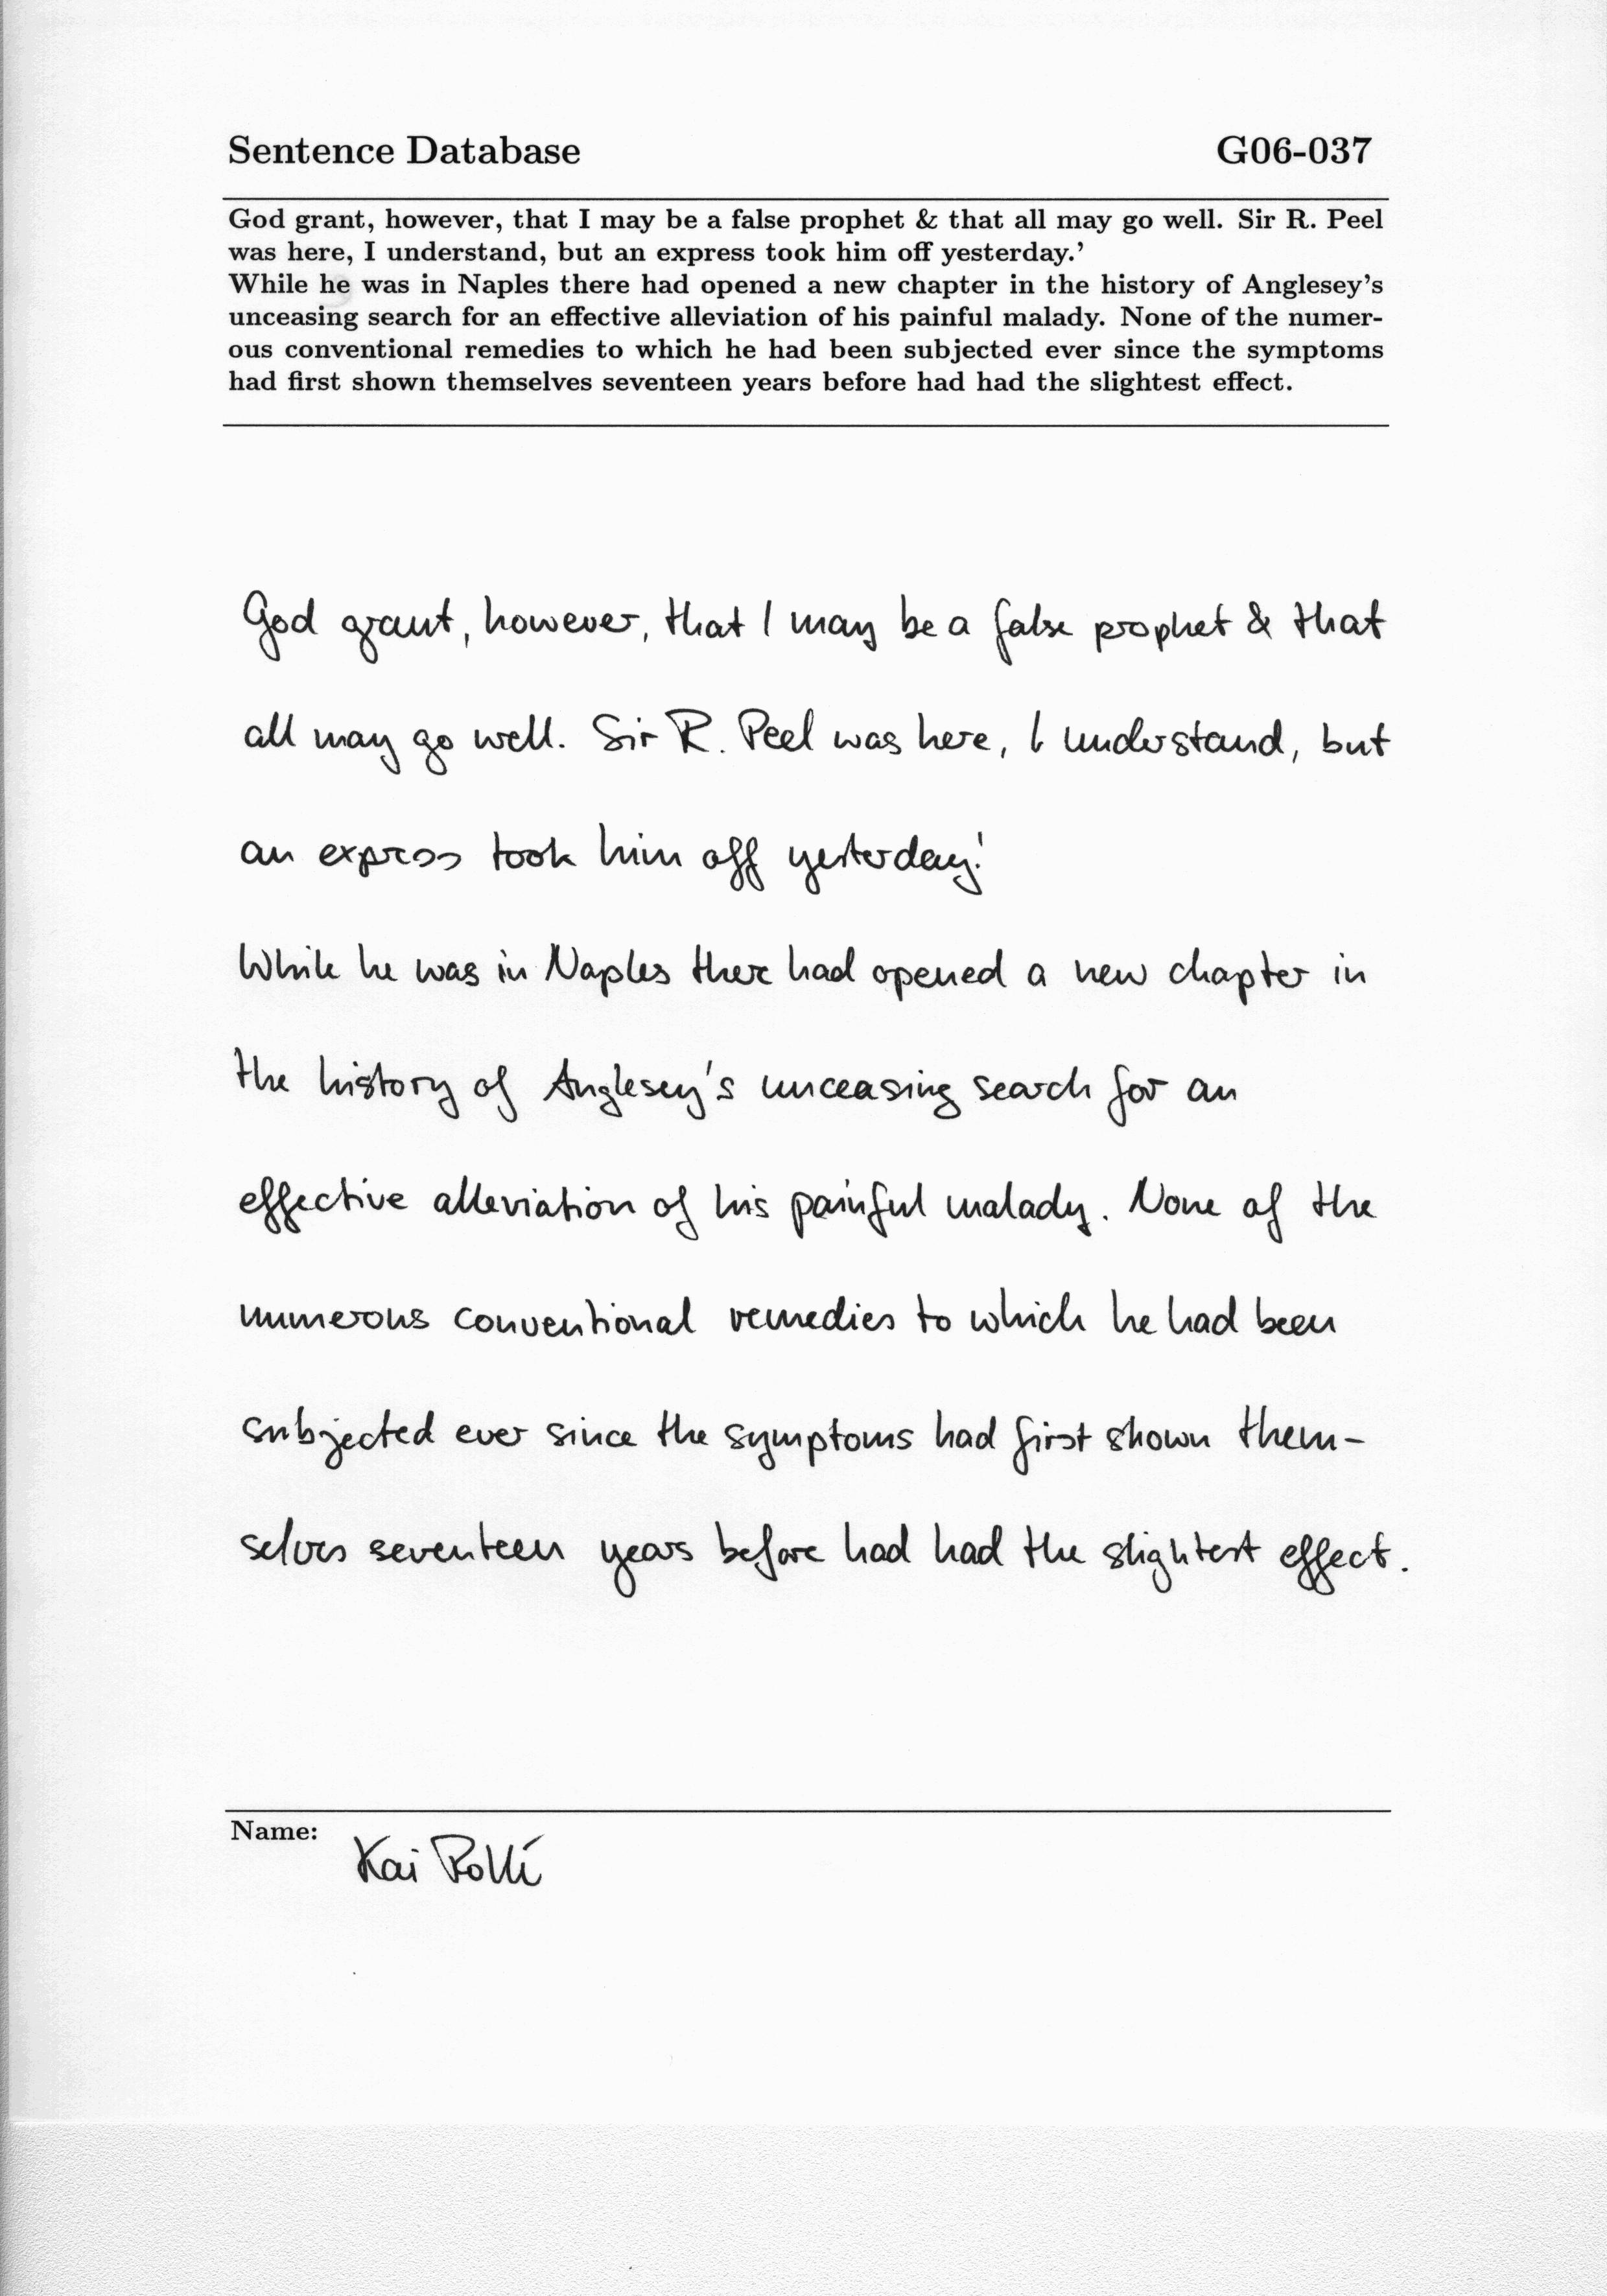 Sentence Database G06-037
God grant, however, that I may be a false prophet & that all may go well. Sir R. Peel
was here, I understand, but an express took him off yesterday.’
While he was in Naples there had opened a new chapter in the history of Anglesey’s
unceasing search for an effective alleviation of his painful malady. None of the numer-
ous conventional remedies to which he had been subjected ever since the symptoms
had first shown themselves seventeen years before had had the slightest effect.
God grant, however, that I may be a false prophet & that
all may go well. Sir R. Peel was here, I understand, but
an express took him off yesterday.'
While he was in Naples there had opened a new chapter in
the history of Anglesey's unceasing search for an
effective alleviation of his painful malady. None of the
numerous conventional remedies to which he had been
subjected ever since the symptoms had first shown them-
selves seventeen years before had had the slightest effect.
Name:
Kai